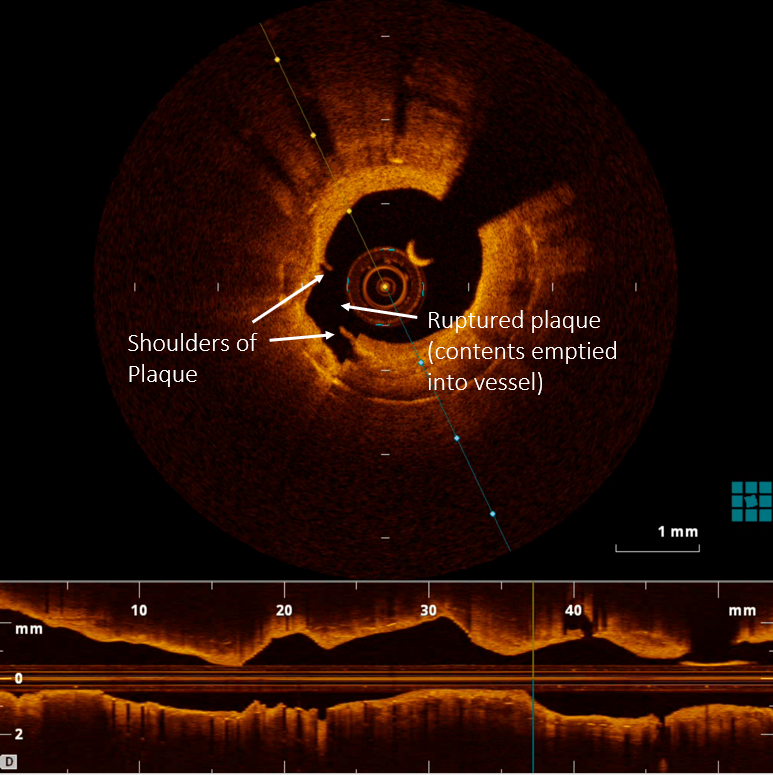 Shoulders of
Plaque
Ruptured plaque
(contents emptied
into vessel)
1 mm
10
20
30
40
mm
mm
0
2
D